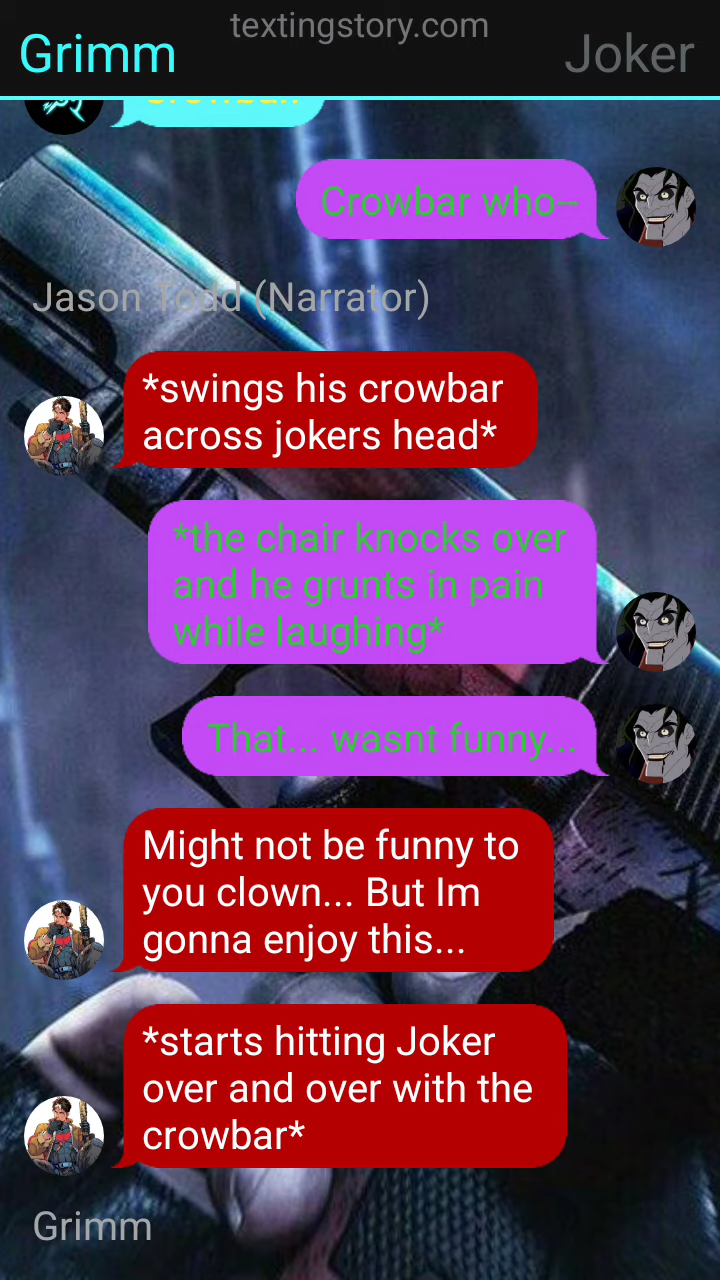 textingstory.com
Grimm
Joker
Crowbar
Crowbar who--
Jason Todd (Narrator)
*swings his crowbar
across jokers head*
*the chair knocks over
and he grunts in pain
while laughing*
That... wasnt funny...
Might not be funny to
you clown... But Im
gonna enjoy this...
*starts hitting Joker
over and over with the
crowbar*
Grimm